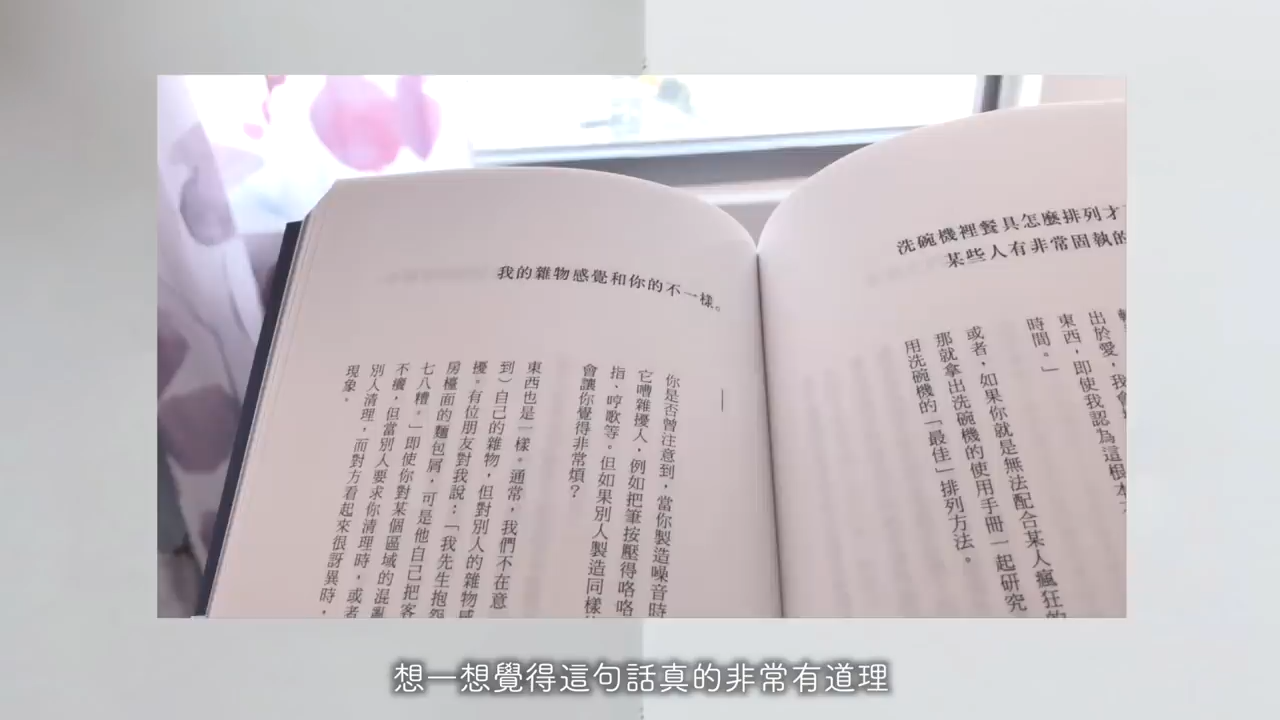 洗碗機裡餐具怎麼排列才
某些人有非常固執的
出於愛，我會
東西，即使我認為這根本
時間。」
或者，如果你就是無法配合某人瘋狂的
那就拿出洗碗機的使用手冊一起研究
用洗碗機的「最佳」排列方法。
我的雜物感覺和你的不一樣。
你是否曾注意到，當你製造噪音時
它嘈雜擾人，例如把筆按壓得咯咯
指、哼歌等。但如果別人製造同樣
會讓你覺得非常煩？
東西也是一樣。通常，我們不在意
到）自己的雜物，但對別人的雜物感
擾。有位朋友對我說：「我先生抱怨
房檯面的麵包屑，可是他自己把客
七八糟。」即使你對某個區域的混亂
不穰，但當別人要求你清理時，或者
別人清理，而對方看起來很訝異時，
現象。
想一想覺得這句話真的非常有道理